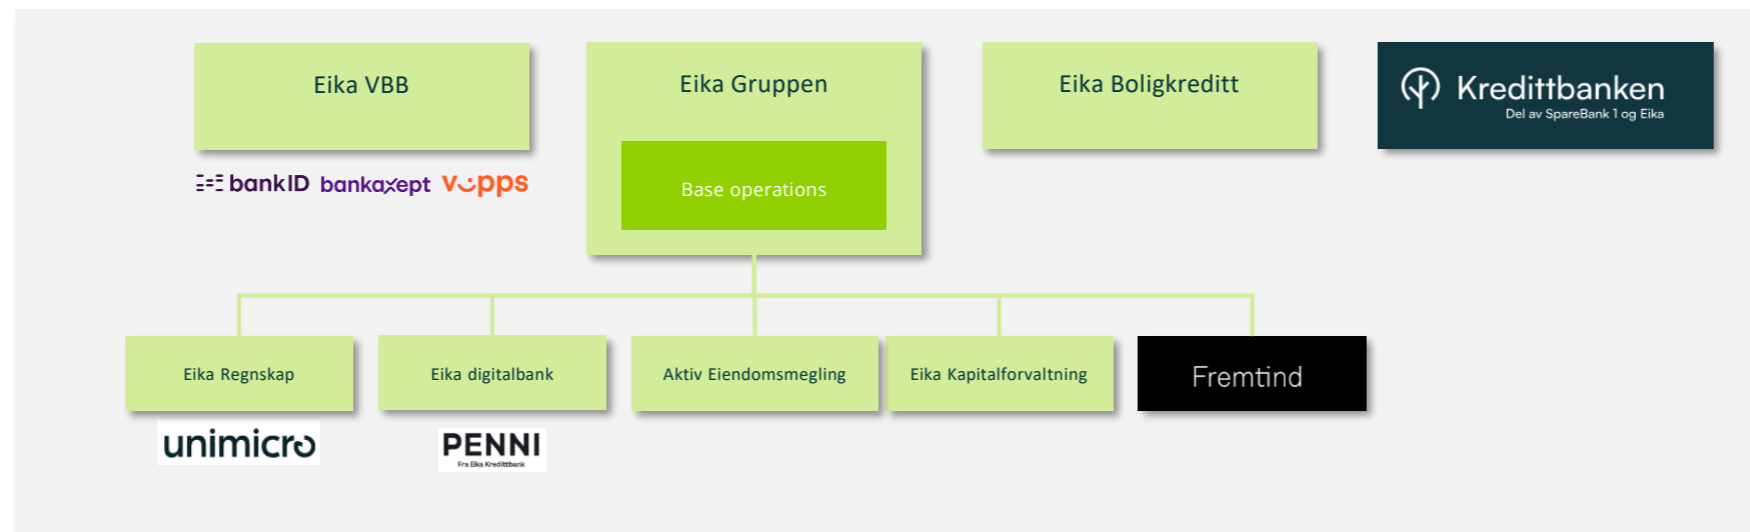 Eika VBB
Eika Gruppen
Eika Boligkreditt
Kredittbanken
Del av SpareBank 1 og Eika
bankID bankaxept vipps
Base operations
Eika Regnskap
Eika digitalbank
Aktiv Eiendomsmegling
Eika Kapitalforvaltning
Fremtind
unimicro
PENNI
Fra Eika Kredittbank